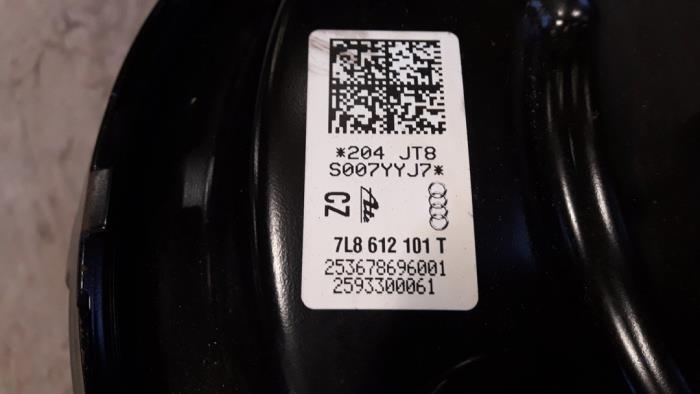 *204 JT8
S007YYJ7*
CZ
7L8 612 101 T
253678696001
2593300061